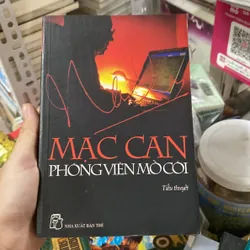 MẠC CAN
PHÓNG VIÊN MỒ CÔI
Tiểu thuyết
NHÀ XUẤT BẢN TRẺ